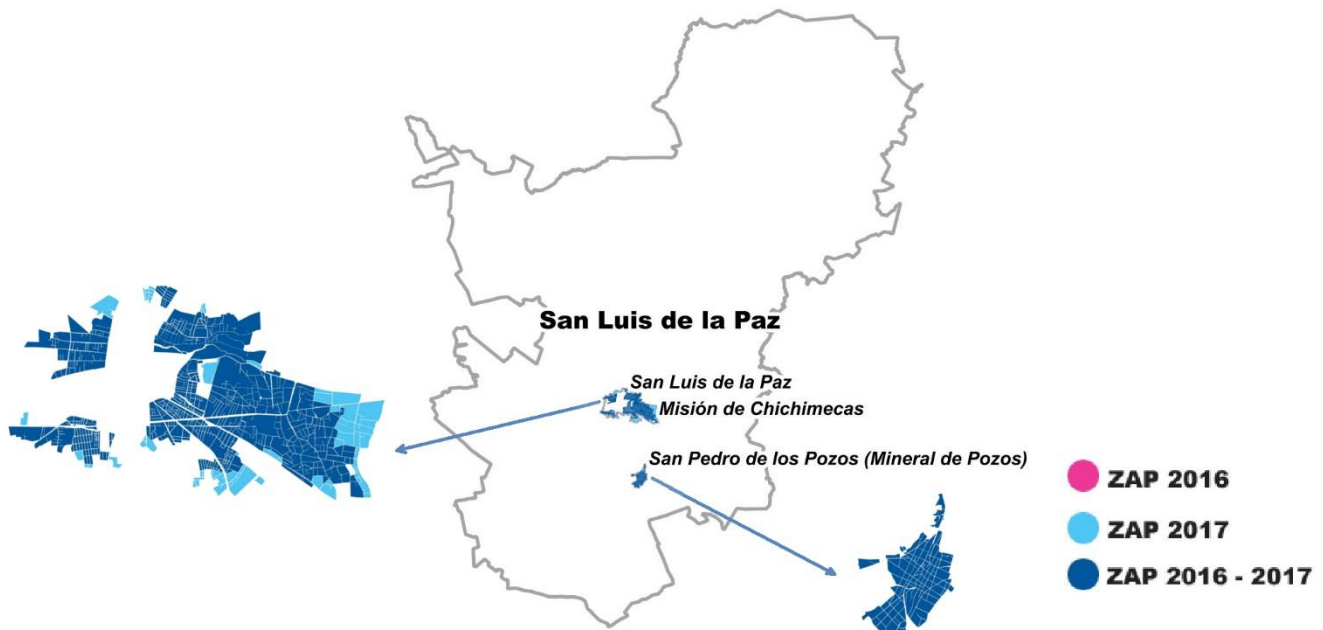 San Luis de la Paz
San Luis de la Paz
Misión de Chichimecas
San Pedro de los Pozos (Mineral de Pozos)
ZAP 2016
ZAP 2017
ZAP 2016 - 2017